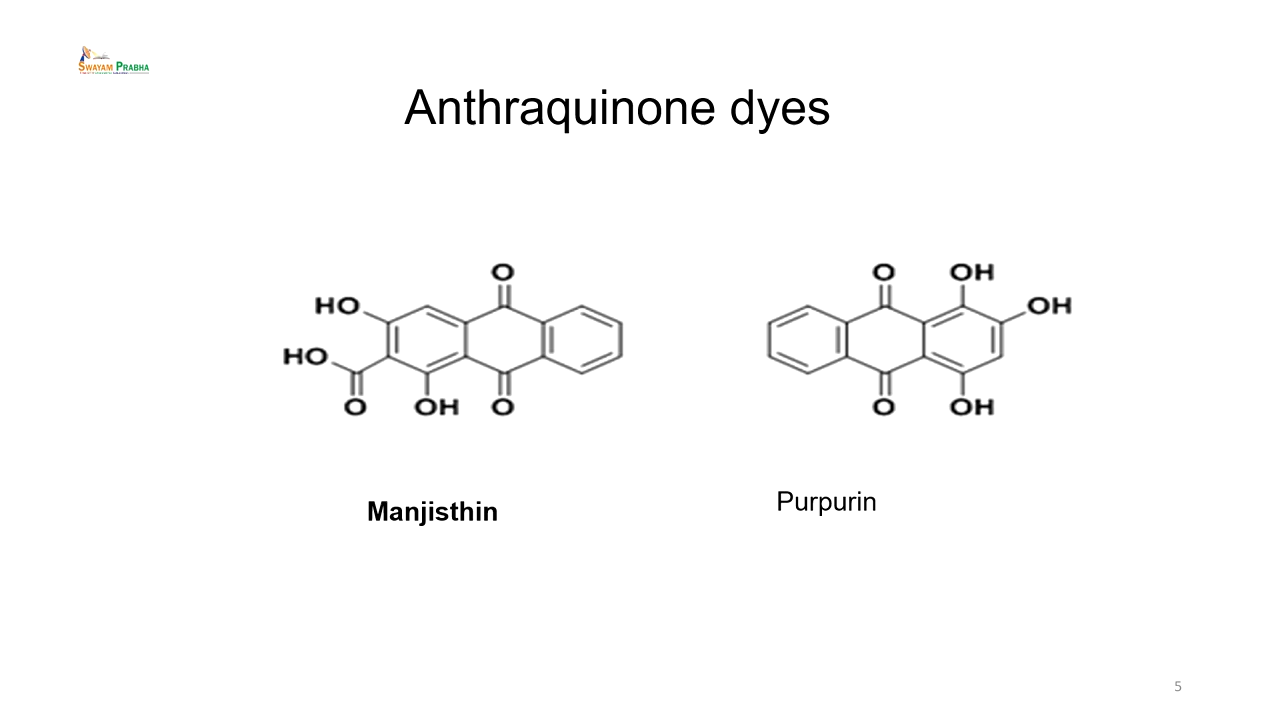 SWAYAM PRABHA
Anthraquinone dyes
O
HO
HO
O
OH
O
O
OH
OH
O
OH
Manjisthin
Purpurin
5